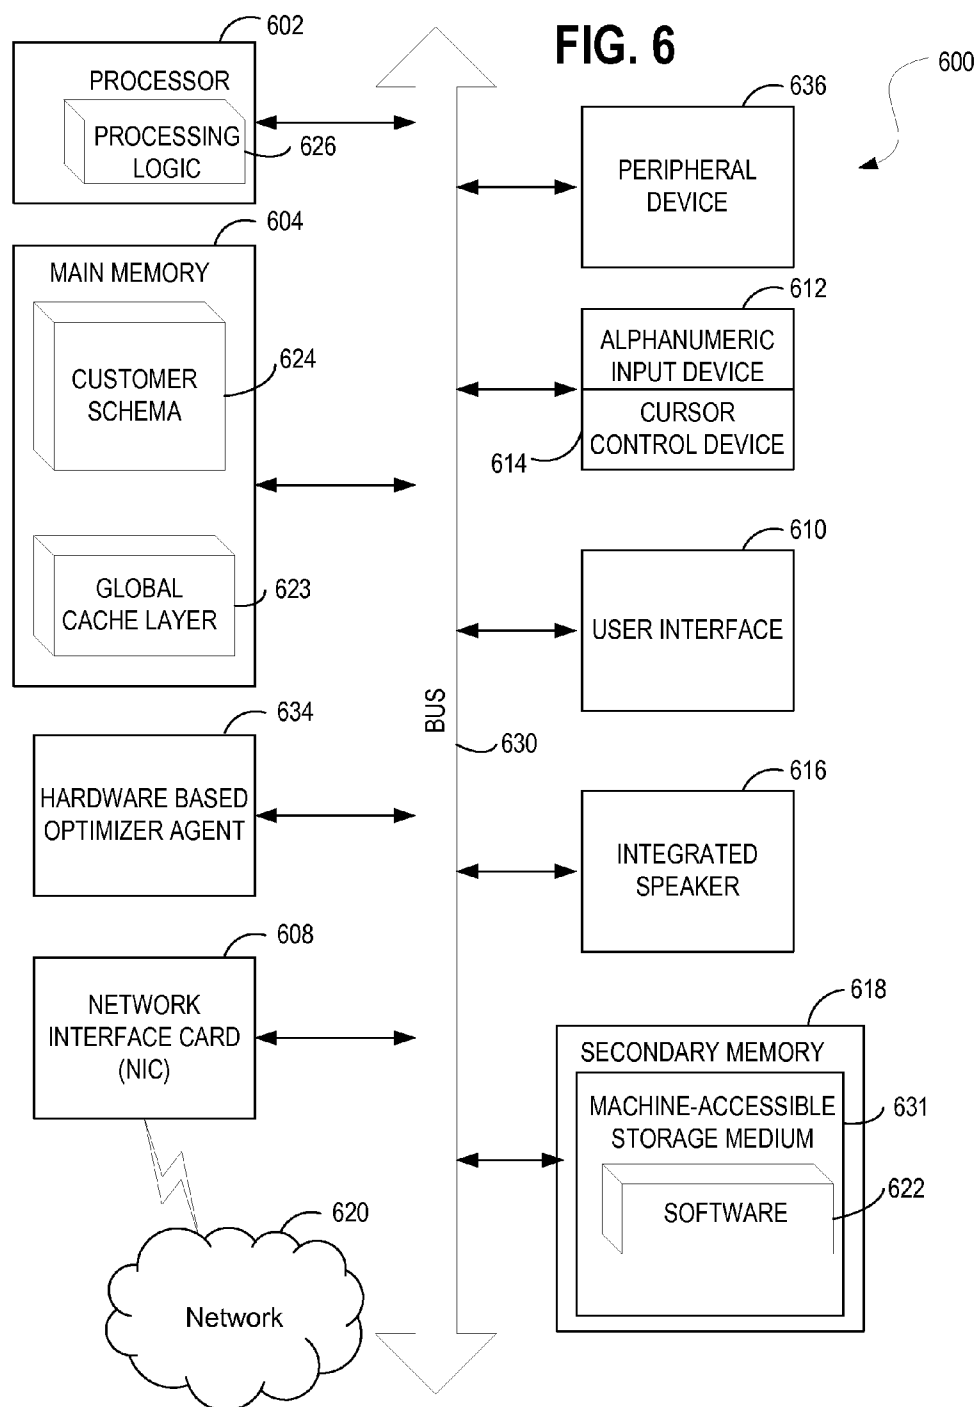 FIG. 6
600
602
PROCESSOR
PROCESSING
LOGIC
626
604
MAIN MEMORY
CUSTOMER
SCHEMA
624
GLOBAL
CACHE LAYER
623
634
HARDWARE BASED
OPTIMIZER AGENT
608
NETWORK
INTERFACE CARD
(NIC)
620
Network
BUS
630
636
PERIPHERAL
DEVICE
612
ALPHANUMERIC
INPUT DEVICE
CURSOR
CONTROL DEVICE
614
610
USER INTERFACE
616
INTEGRATED
SPEAKER
618
SECONDARY MEMORY
MACHINE-ACCESSIBLE
STORAGE MEDIUM
631
SOFTWARE
622